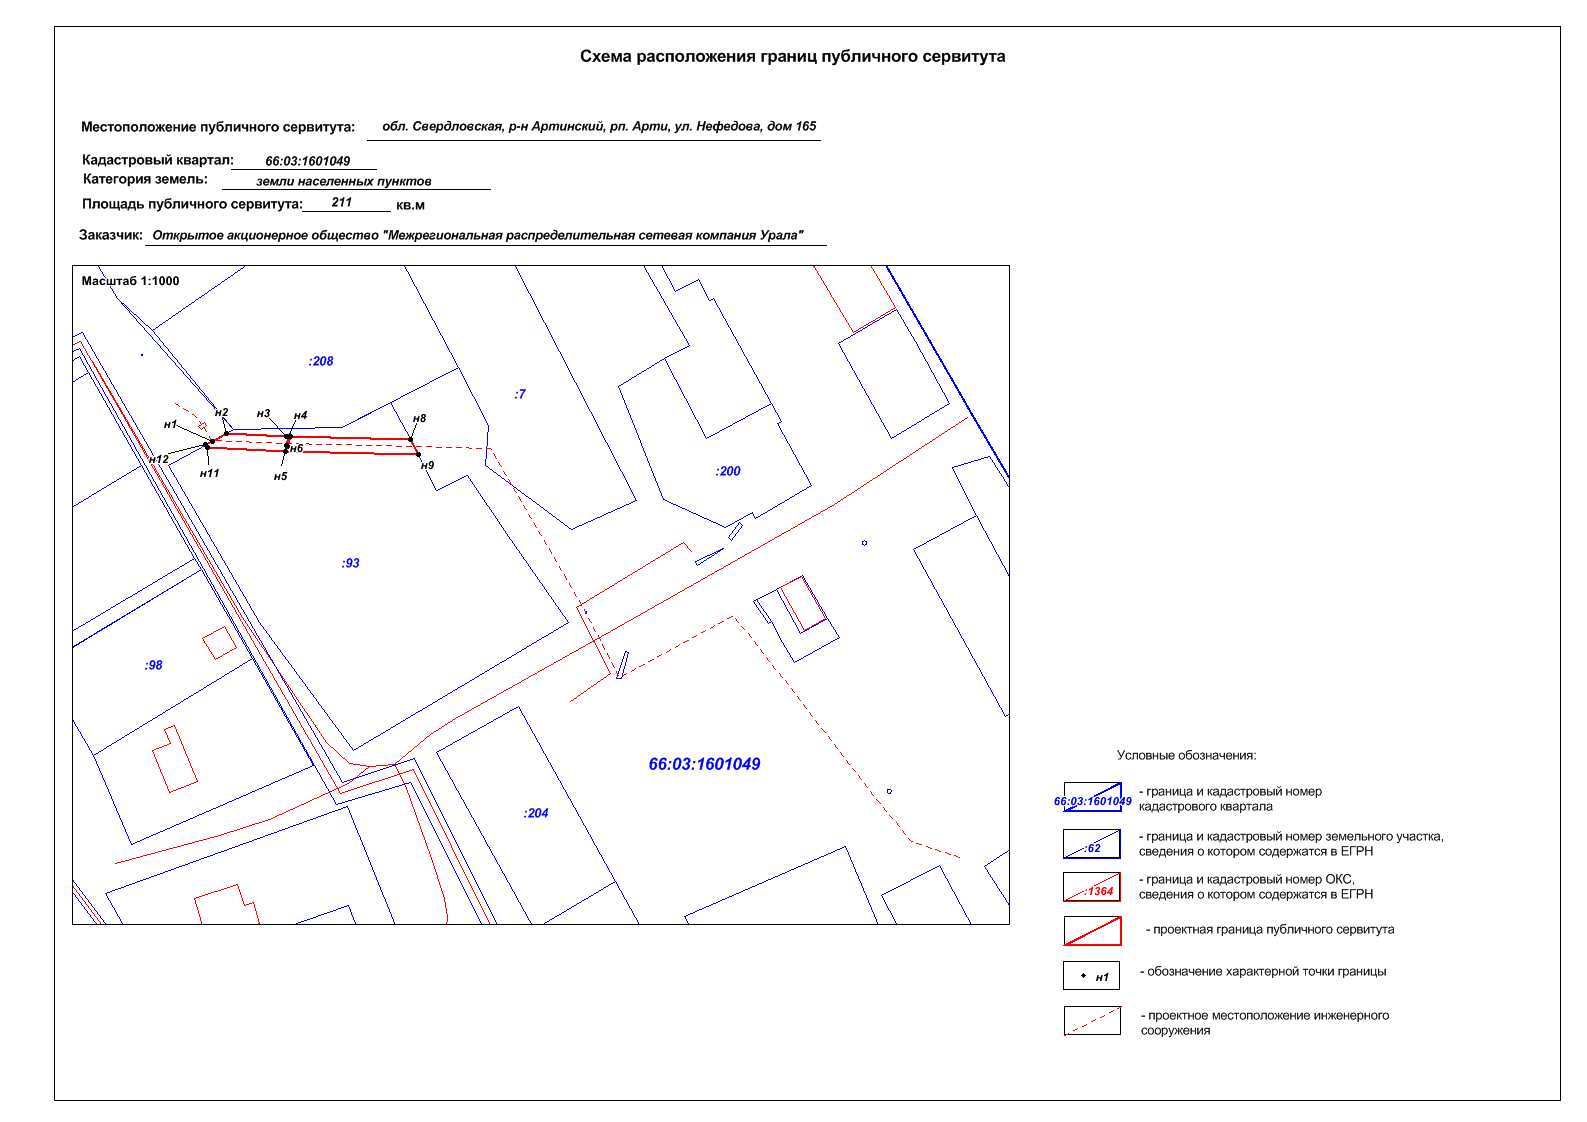 Схема расположения границ публичного сервитута
Местоположение публичного сервитута: обл. Свердловская, р-н Артинский, рп. Арти, ул. Нефедова, дом 165
Кадастровый квартал: 66:03:1601049
Категория земель: земли населенных пунктов
Площадь публичного сервитута: 211 кв.м
Заказчик: Открытое акционерное общество "Межрегиональная распределительная сетевая компания Урала"
Масштаб 1:1000
:208
:7
н1
н2
н3
н4
н8
н12
н11
н6
н5
н9
:200
:93
:98
66:03:1601049
:204
Условные обозначения:
66:03:1601049
- граница и кадастровый номер
кадастрового квартала
:62
- граница и кадастровый номер земельного участка,
сведения о котором содержатся в ЕГРН
:1364
- граница и кадастровый номер ОКС,
сведения о котором содержатся в ЕГРН
- проектная граница публичного сервитута
н1
- обозначение характерной точки границы
- проектное местоположение инженерного
сооружения